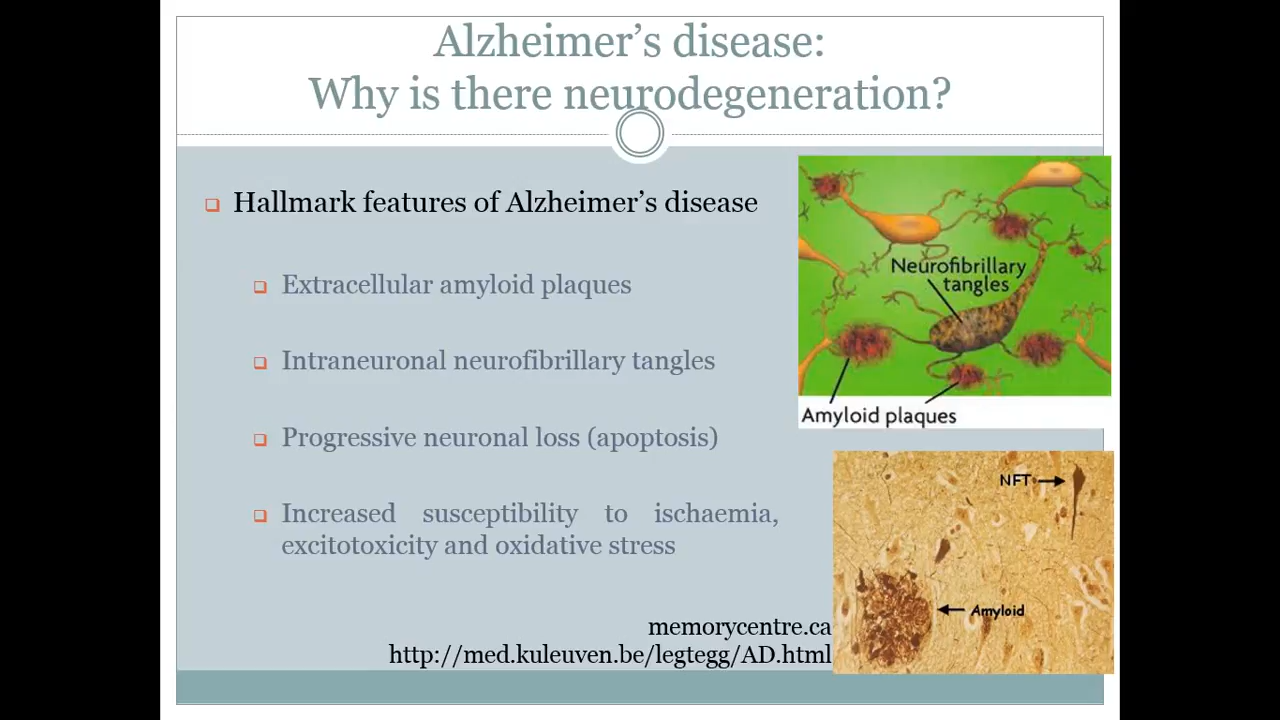 Alzheimer’s disease:
Why is there neurodegeneration?
Hallmark features of Alzheimer’s disease
Extracellular amyloid plaques
Intraneuronal neurofibrillary tangles
Progressive neuronal loss (apoptosis)
Increased susceptibility to ischaemia,
excitotoxicity and oxidative stress
memorycentre.ca
http://med.kuleuven.be/legtegg/AD.html
Neurofibrillary
tangles
Amyloid plaques
NFT
Amyloid